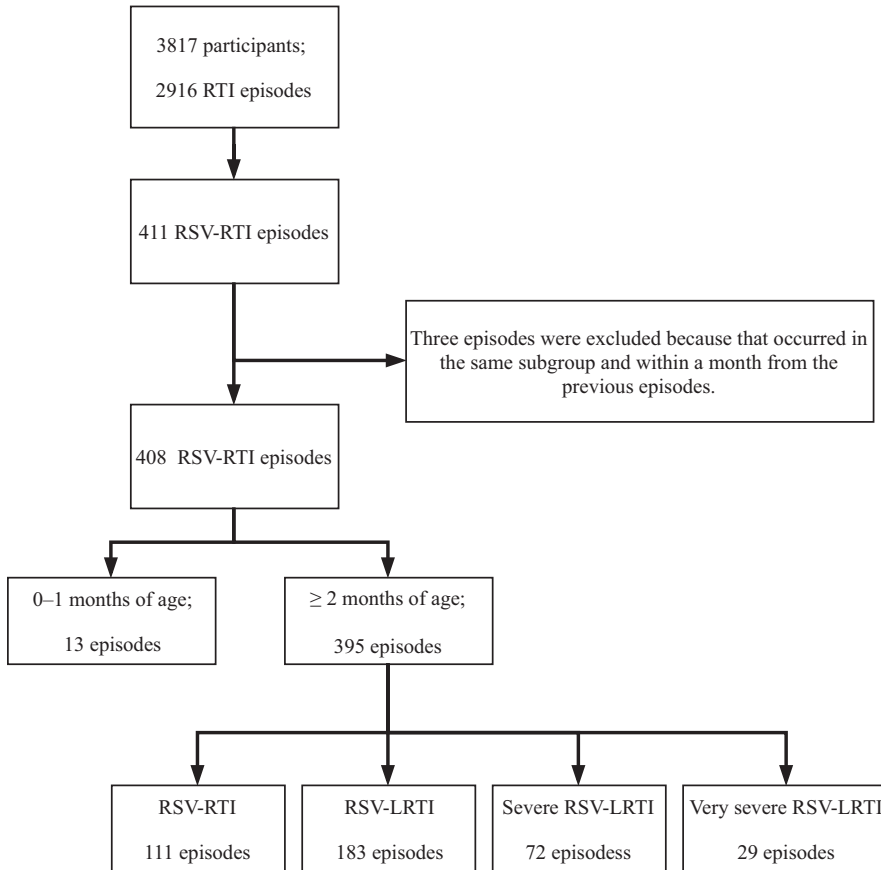 3817 participants;
2916 RTI episodes
411 RSV-RTI episodes
Three episodes were excluded because that occurred in
the same subgroup and within a month from the
previous episodes.
408 RSV-RTI episodes
0–1 months of age;
13 episodes
≥ 2 months of age;
395 episodes
RSV-RTI
111 episodes
RSV-LRTI
183 episodes
Severe RSV-LRTI
72 episodess
Very severe RSV-LRTI
29 episodes